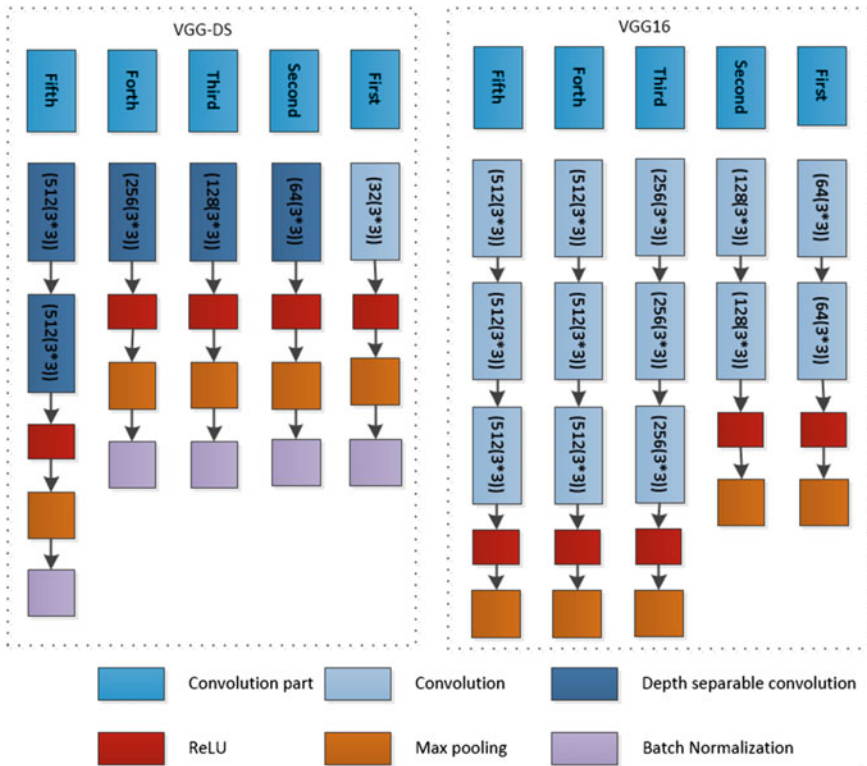 VGG-DS
VGG16
Fifth
Forth
Third
Second
First
Fifth
Forth
Third
Second
First
(512(3*3))
(256(3*3))
(128(3*3))
(64(3*3))
(32(3*3))
(512(3*3))
(512(3*3))
(256(3*3))
(128(3*3))
(64(3*3))
(512(3*3))
(512(3*3))
(512(3*3))
(256(3*3))
(128(3*3))
(64(3*3))
(512(3*3))
(512(3*3))
(256(3*3))
Convolution part
Convolution
Depth separable convolution
ReLU
Max pooling
Batch Normalization